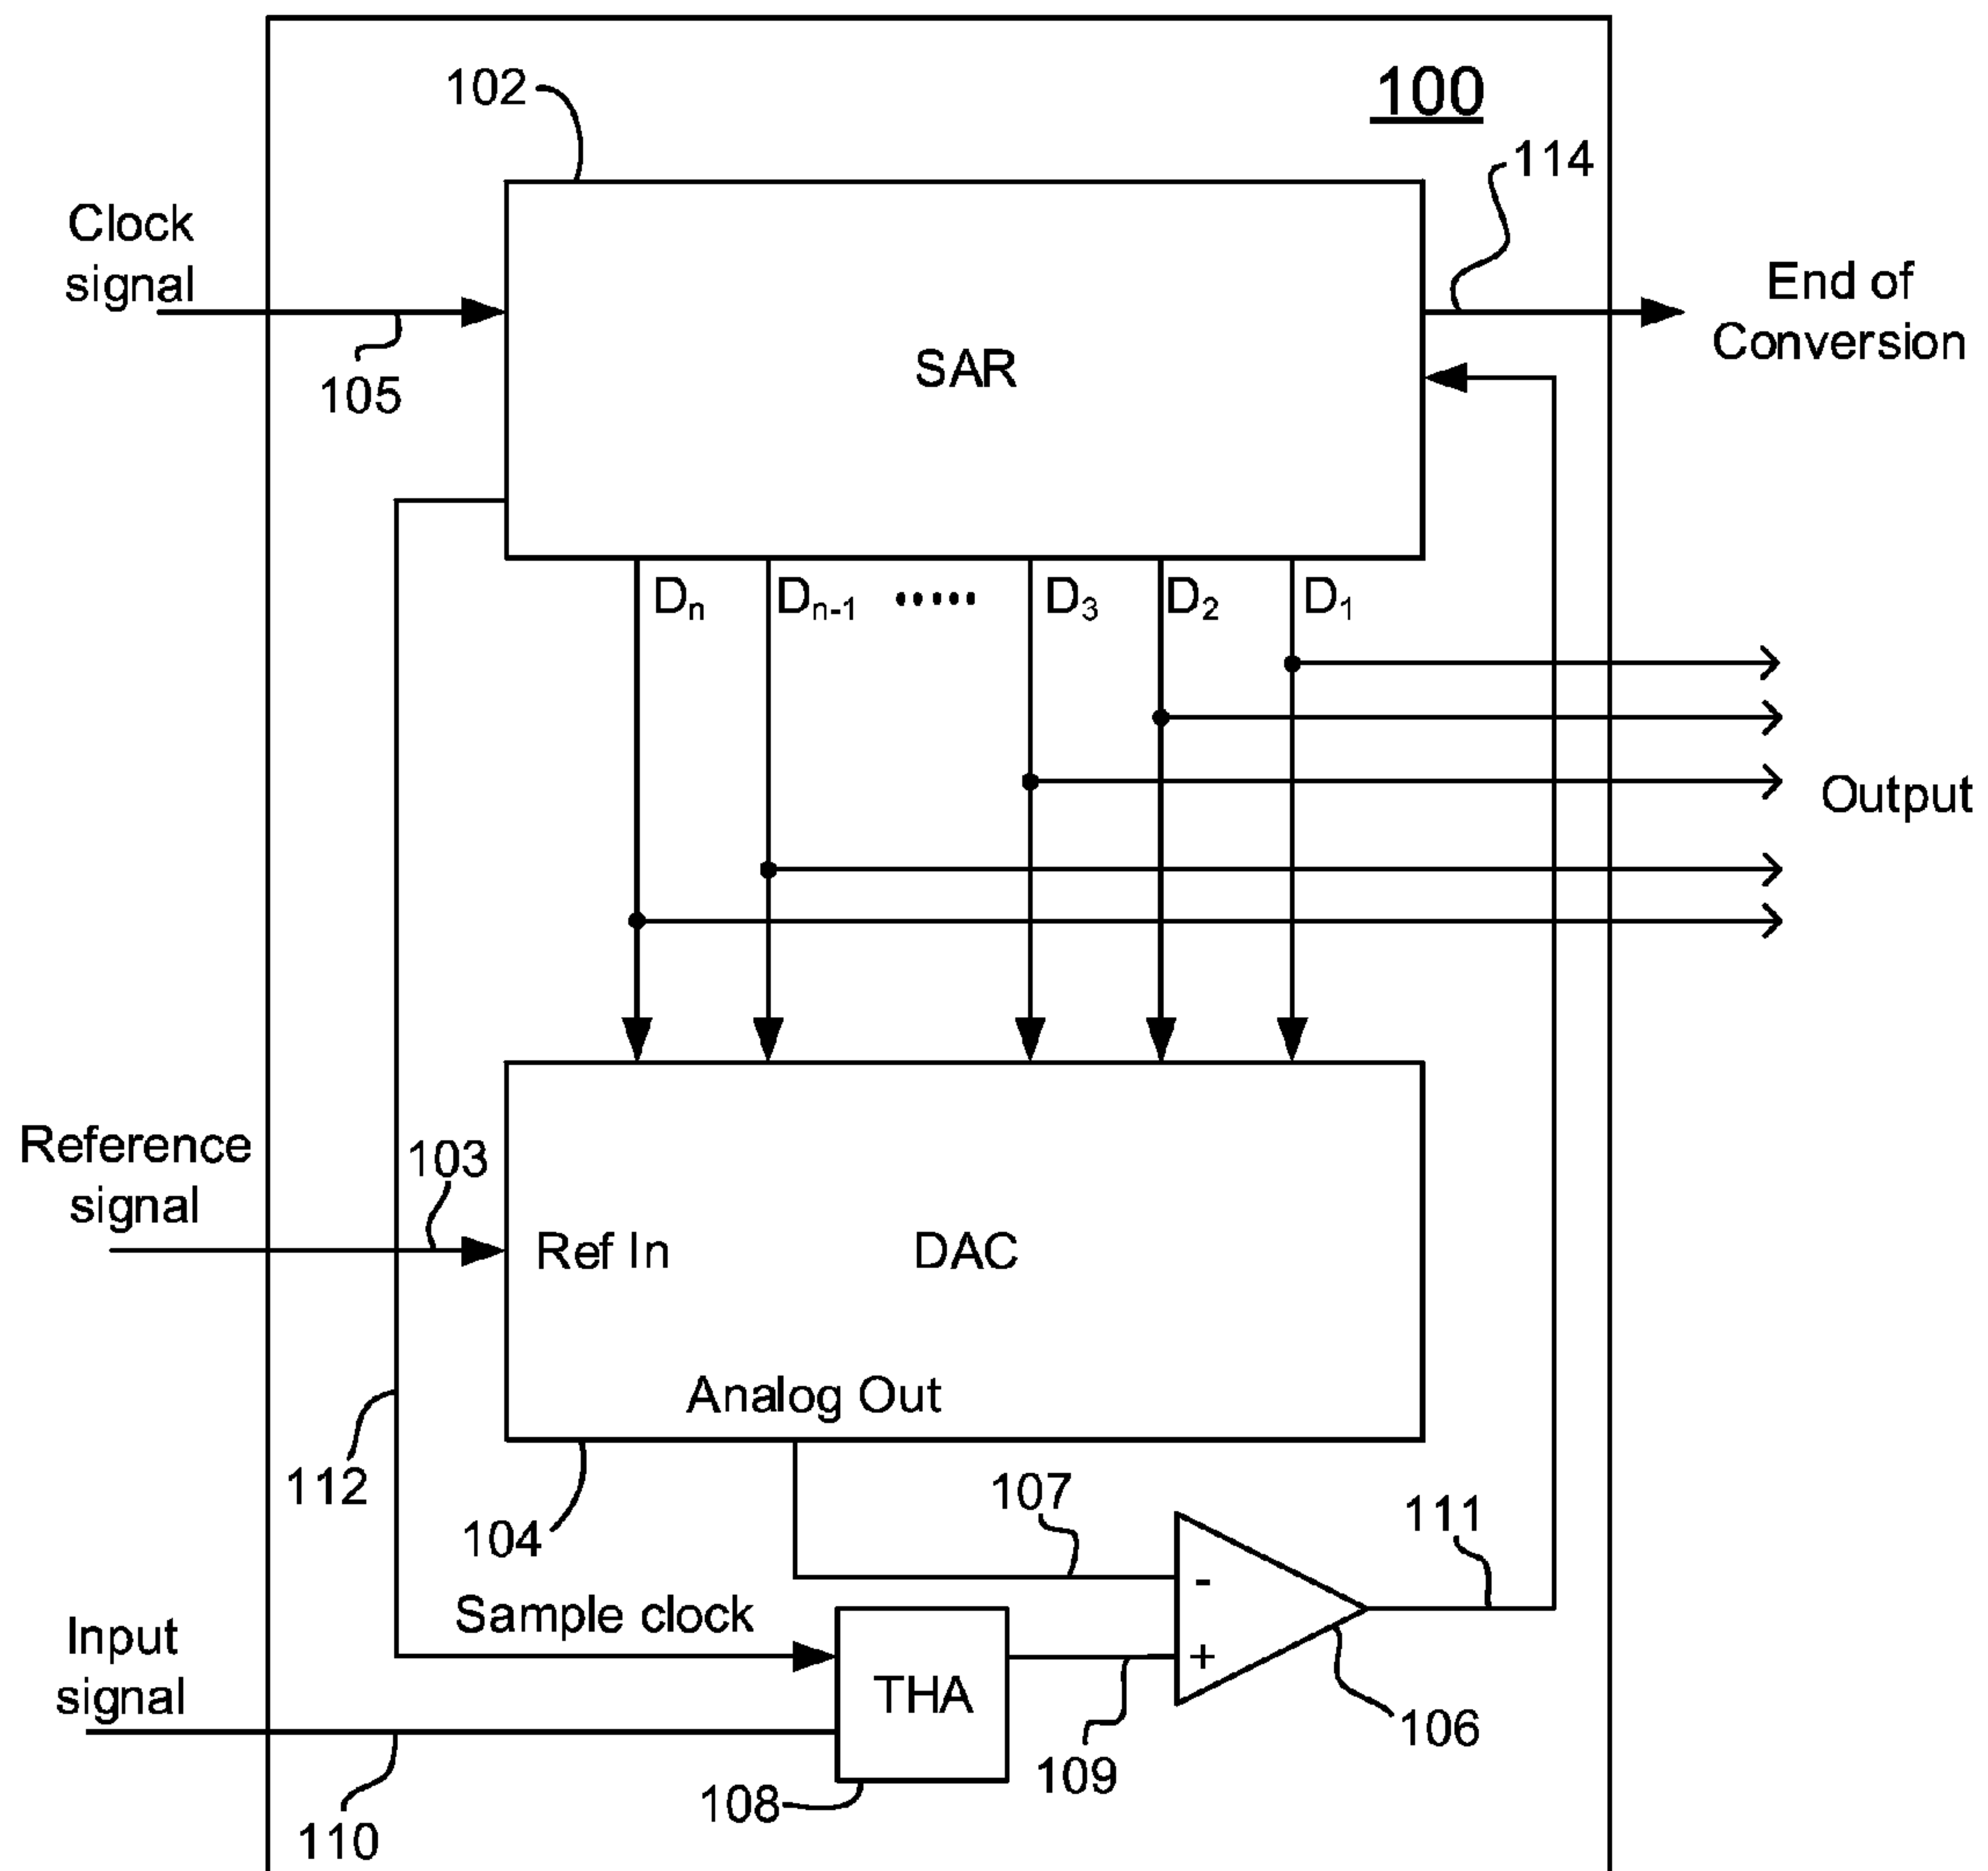 100
102
114
Clock
signal
End of
Conversion
105
SAR
Dn Dn-1 ..... D3 D2 D1
Output
Reference
signal
103
Ref In
DAC
Analog Out
112
104
107
111
Sample clock
Input
signal
-
+
THA
106
109
108
110